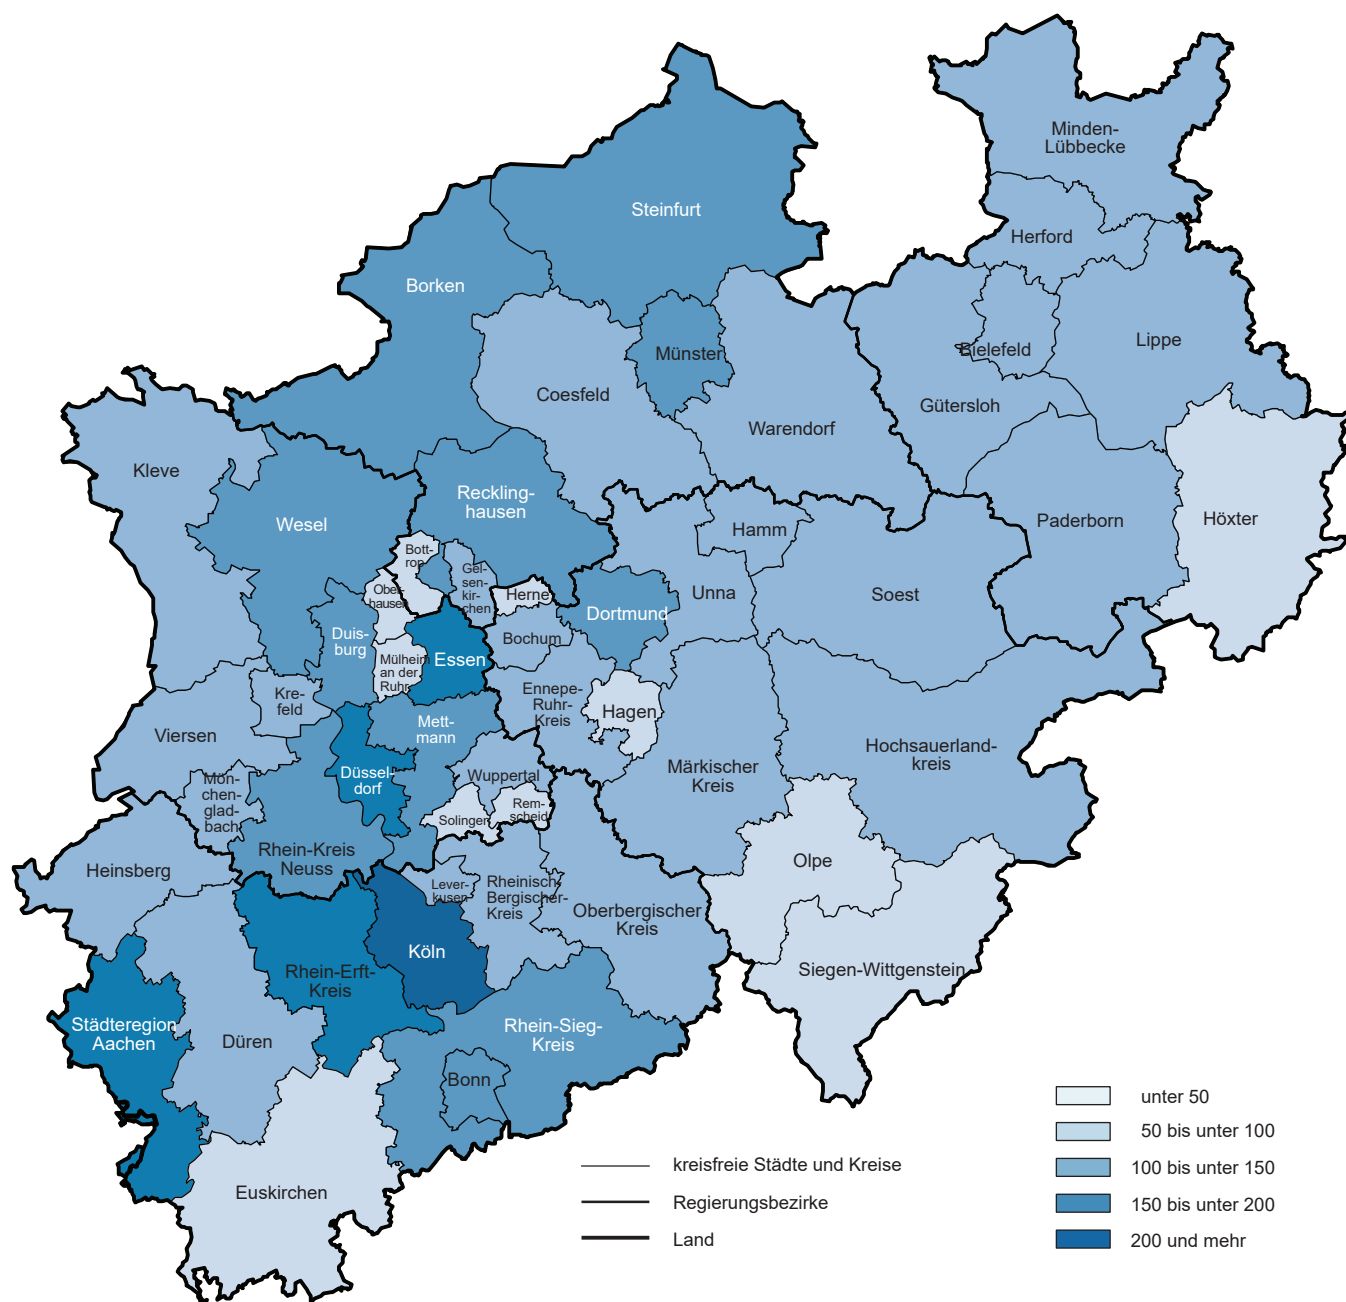 Minden-
Lübbecke
Steinfurt
Herford
Borken
Lippe
Münster
Bielefeld
Coesfeld
Gütersloh
Warendorf
Kleve
Reckling-
hausen
Wesel
Hamm
Paderborn
Höxter
Bott-
rop
Gelsen-
kir-
chen
Ober-
hausen
Herne
Unna
Soest
Dortmund
Duis-
burg
Bochum
Mülheim
an der
Ruhr
Essen
Kre-
feld
Ennepe-
Ruhr-
Kreis
Hagen
Mett-
mann
Viersen
Hochsauerland-
kreis
Märkischer
Kreis
Düssel-
dorf
Wuppertal
Mön-
chen-
glad-
bach
Rem-
scheid
Solingen
Rhein-Kreis
Neuss
Olpe
Heinsberg
Lever-
kusen
Rheinisch-
Bergischer-
Kreis
Oberbergischer
Kreis
Köln
Siegen-Wittgenstein
Rhein-Erft-
Kreis
Städteregion
Aachen
Düren
Rhein-Sieg-
Kreis
Bonn
Euskirchen
kreisfreie Städte und Kreise
Regierungsbezirke
Land
unter 50
50 bis unter 100
100 bis unter 150
150 bis unter 200
200 und mehr